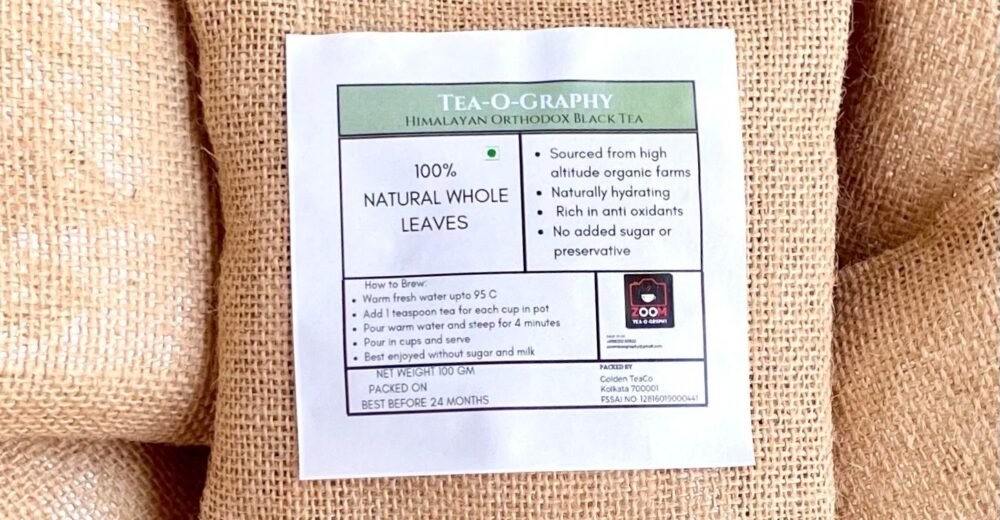 TEA-O-GRAPHY
HIMALAYAN ORTHODOX BLACK TEA
100%
NATURAL WHOLE
LEAVES
• Sourced from high
altitude organic farms
• Naturally hydrating
• Rich in anti oxidants
• No added sugar or
preservative
How to Brew:
• Warm fresh water upto 95 C
• Add 1 teaspoon tea for each cup in pot
• Pour warm water and steep for 4 minutes
• Pour in cups and serve
• Best enjoyed without sugar and milk
ZOOM
TEA-O-GRAPHY
NET WEIGHT 100 GM
PACKED ON
BEST BEFORE 24 MONTHS
PACKED BY
Golden TeaCo
Kolkata 700001
FSSAI NO 12816019000441